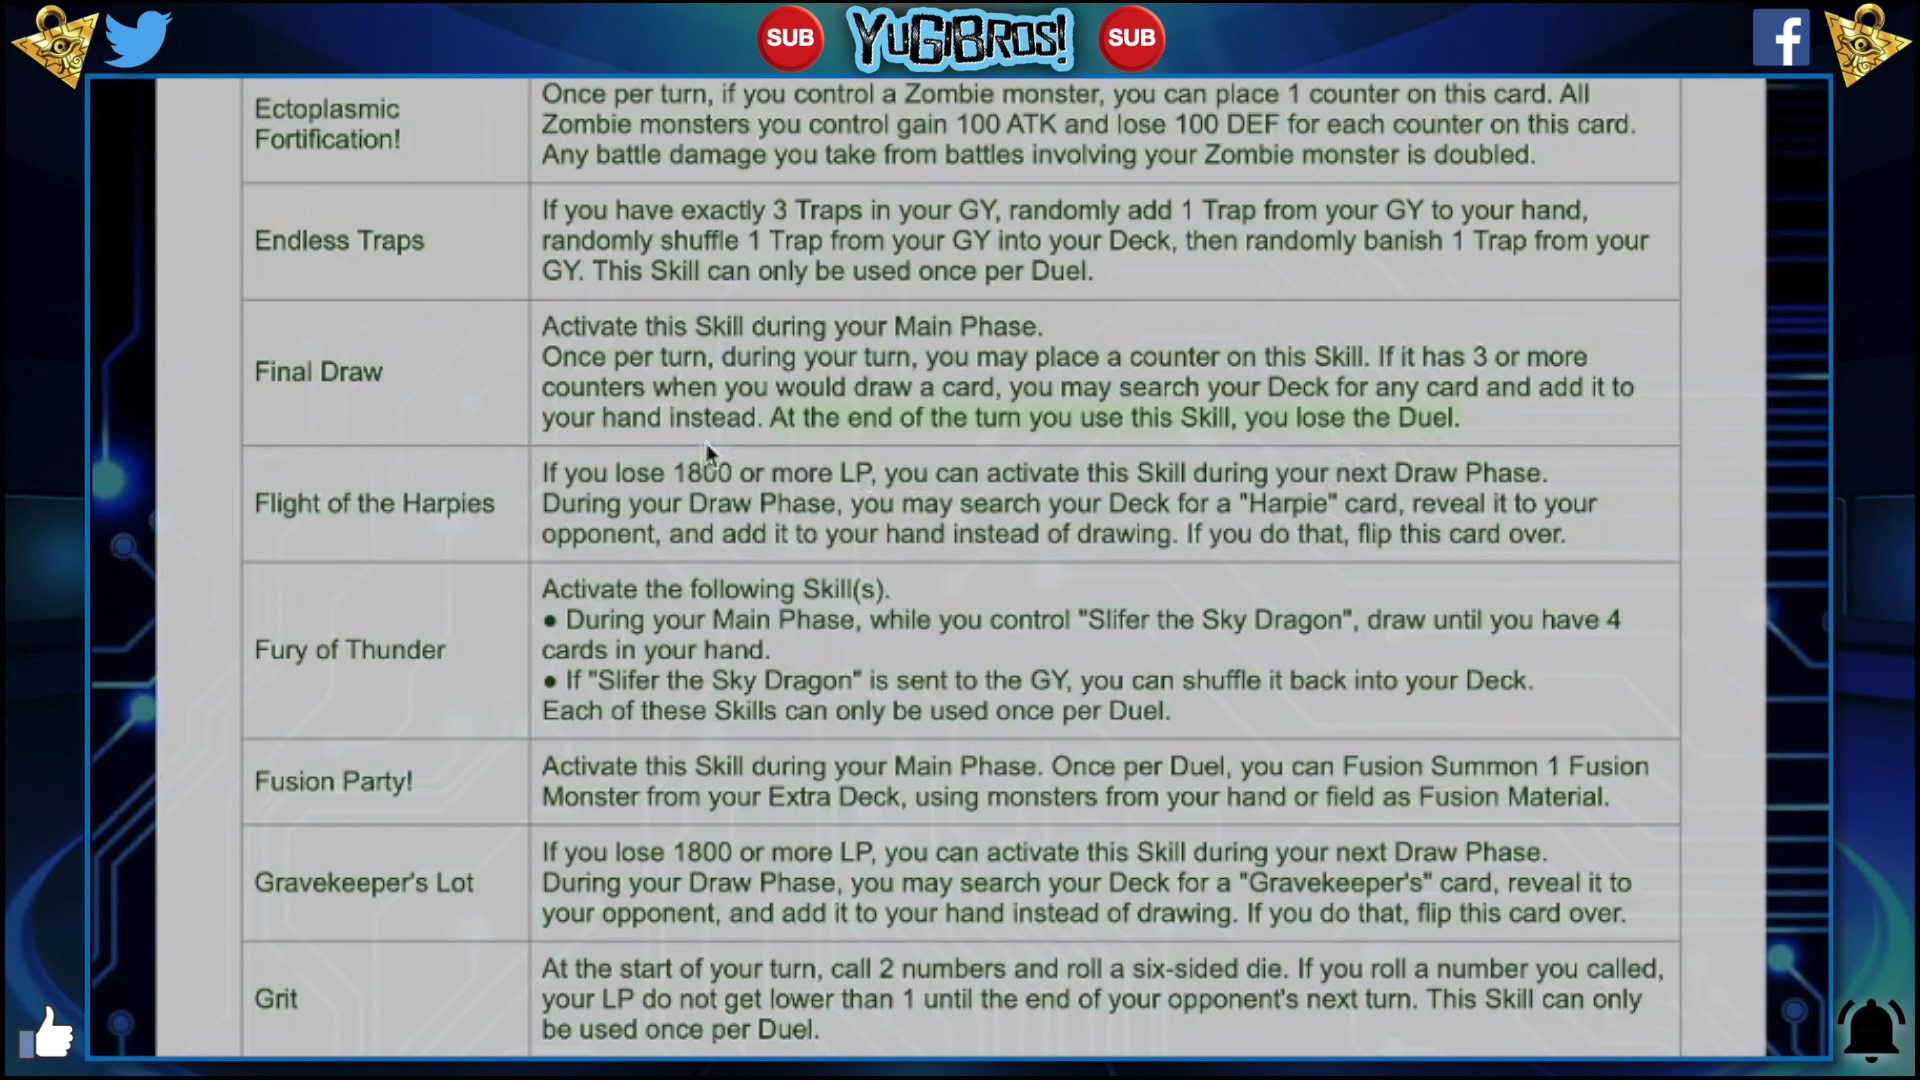 SUB
YUGIBROS!
SUB
Ectoplasmic
Fortification!
Once per turn, if you control a Zombie monster, you can place 1 counter on this card. All
Zombie monsters you control gain 100 ATK and lose 100 DEF for each counter on this card.
Any battle damage you take from battles involving your Zombie monster is doubled.
Endless Traps
If you have exactly 3 Traps in your GY, randomly add 1 Trap from your GY to your hand,
randomly shuffle 1 Trap from your GY into your Deck, then randomly banish 1 Trap from your
GY. This Skill can only be used once per Duel.
Final Draw
Activate this Skill during your Main Phase.
Once per turn, during your turn, you may place a counter on this Skill. If it has 3 or more
counters when you would draw a card, you may search your Deck for any card and add it to
your hand instead. At the end of the turn you use this Skill, you lose the Duel.
Flight of the Harpies
If you lose 1800 or more LP, you can activate this Skill during your next Draw Phase.
During your Draw Phase, you may search your Deck for a "Harpie" card, reveal it to your
opponent, and add it to your hand instead of drawing. If you do that, flip this card over.
Fury of Thunder
Activate the following Skill(s).
● During your Main Phase, while you control "Slifer the Sky Dragon", draw until you have 4
cards in your hand.
● If "Slifer the Sky Dragon" is sent to the GY, you can shuffle it back into your Deck.
Each of these Skills can only be used once per Duel.
Fusion Party!
Activate this Skill during your Main Phase. Once per Duel, you can Fusion Summon 1 Fusion
Monster from your Extra Deck, using monsters from your hand or field as Fusion Material.
Gravekeeper's Lot
If you lose 1800 or more LP, you can activate this Skill during your next Draw Phase.
During your Draw Phase, you may search your Deck for a "Gravekeeper's" card, reveal it to
your opponent, and add it to your hand instead of drawing. If you do that, flip this card over.
Grit
At the start of your turn, call 2 numbers and roll a six-sided die. If you roll a number you called,
your LP do not get lower than 1 until the end of your opponent's next turn. This Skill can only
be used once per Duel.